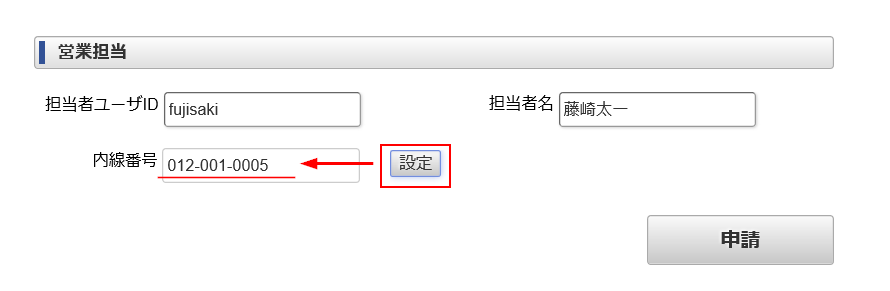 営業担当
担当者ユーザID fujisaki 担当者名 藤崎太一
内線番号 012-001-0005 設定
申請